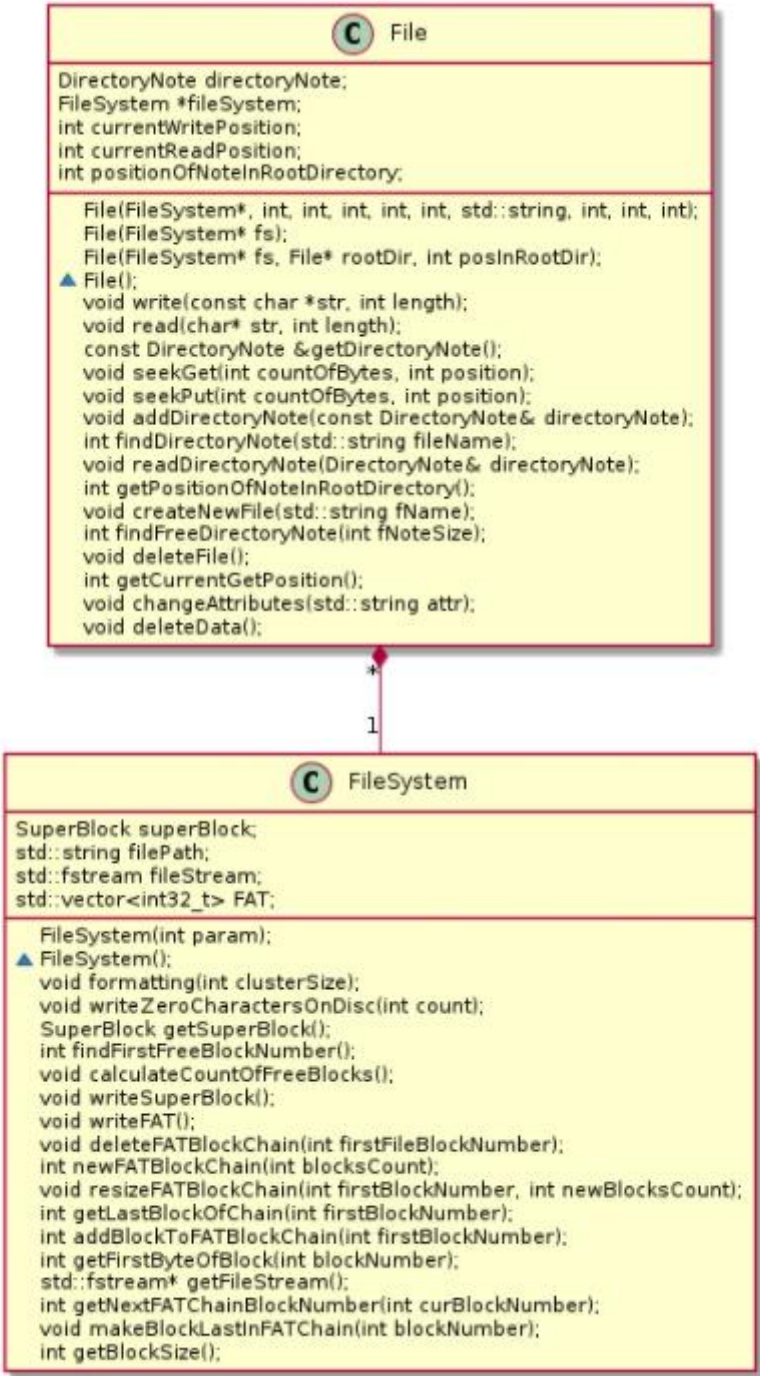 C File
DirectoryNote directoryNote;
FileSystem *fileSystem;
int currentWritePosition;
int currentReadPosition;
int positionOfNoteInRootDirectory;
File(FileSystem*, int, int, int, int, int, std::string, int, int, int);
File(FileSystem* fs);
File(FileSystem* fs, File* rootDir, int posInRootDir);
File();
void write(const char *str, int length);
void read(char* str, int length);
const DirectoryNote &getDirectoryNote();
void seekGet(int countOfBytes, int position);
void seekPut(int countOfBytes, int position);
void addDirectoryNote(const DirectoryNote& directoryNote);
int findDirectoryNote(std::string fileName);
void readDirectoryNote(DirectoryNote& directoryNote);
int getPositionOfNoteInRootDirectory();
void createNewFile(std::string fName);
int findFreeDirectoryNote(int fNoteSize);
void deleteFile();
int getCurrentGetPosition();
void changeAttributes(std::string attr);
void deleteData();
*
1
C FileSystem
SuperBlock superBlock;
std::string filePath;
std::fstream fileStream;
std::vector<int32_t> FAT;
FileSystem(int param);
FileSystem();
void formatting(int clusterSize);
void writeZeroCharactersOnDisc(int count);
SuperBlock getSuperBlock();
int findFirstFreeBlockNumber();
void calculateCountOfFreeBlocks();
void writeSuperBlock();
void writeFAT();
void deleteFATBlockChain(int firstFileBlockNumber);
int newFATBlockChain(int blocksCount);
void resizeFATBlockChain(int firstBlockNumber, int newBlocksCount);
int getLastBlockOfChain(int firstBlockNumber);
int addBlockToFATBlockChain(int firstBlockNumber);
int getFirstByteOfBlock(int blockNumber);
std::fstream* getFileStream();
int getNextFATChainBlockNumber(int curBlockNumber);
void makeBlockLastInFATChain(int blockNumber);
int getBlockSize();